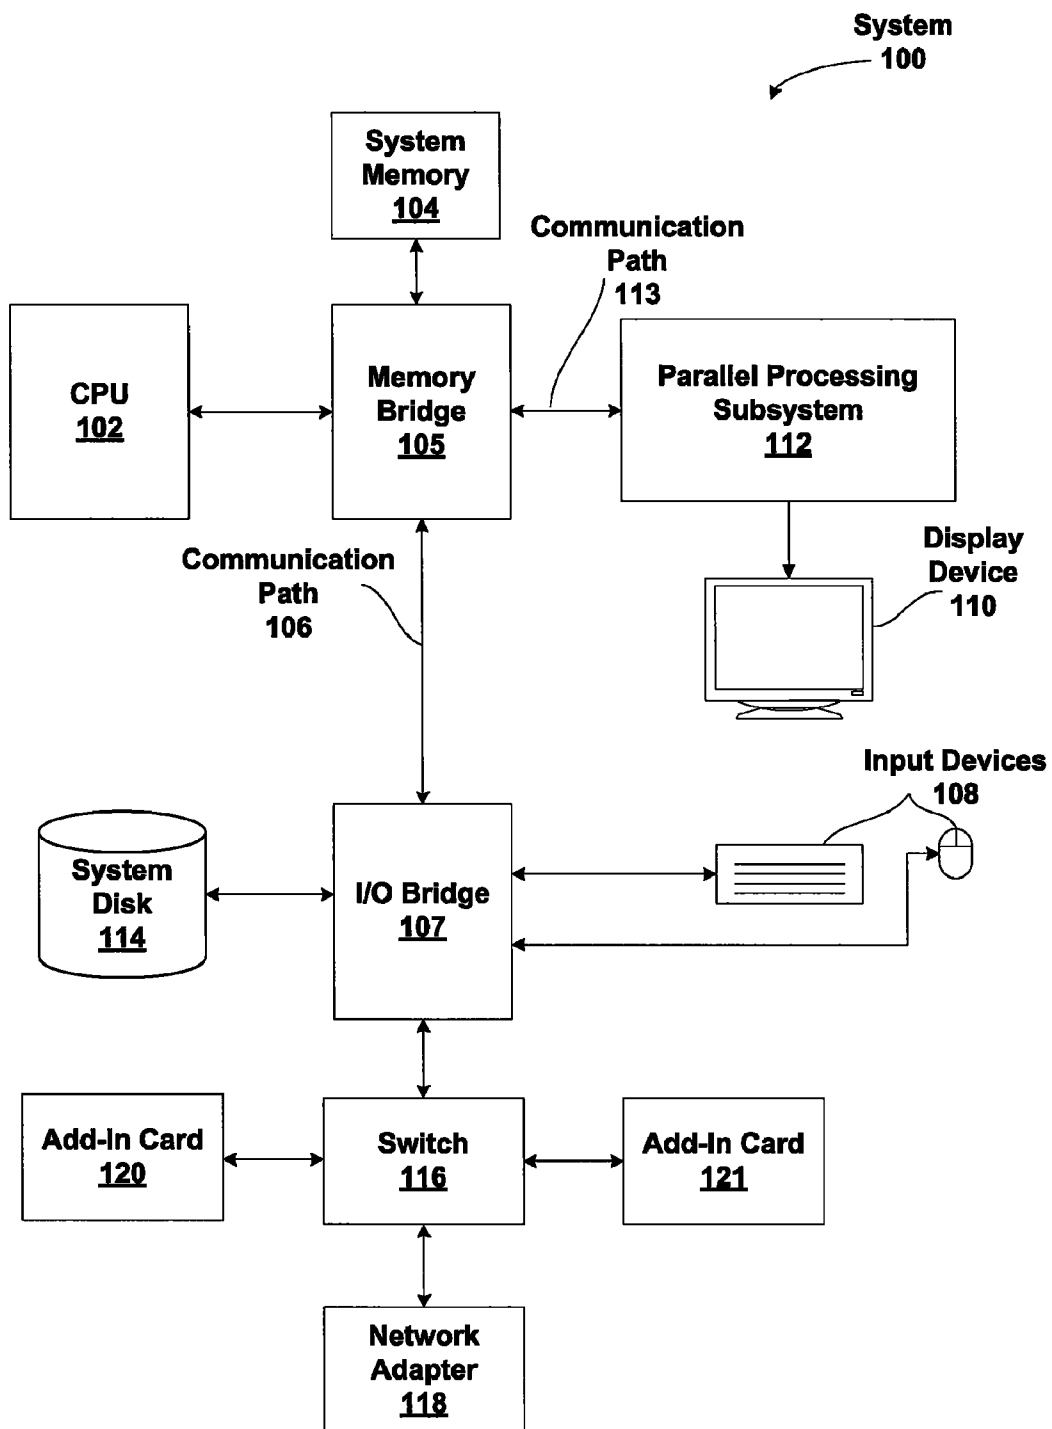 System
100
System
Memory
104
Communication
Path
113
CPU
102
Memory
Bridge
105
Parallel Processing
Subsystem
112
Communication
Path
106
Display
Device
110
Input Devices
108
System
Disk
114
I/O Bridge
107
Add-In Card
120
Switch
116
Add-In Card
121
Network
Adapter
118